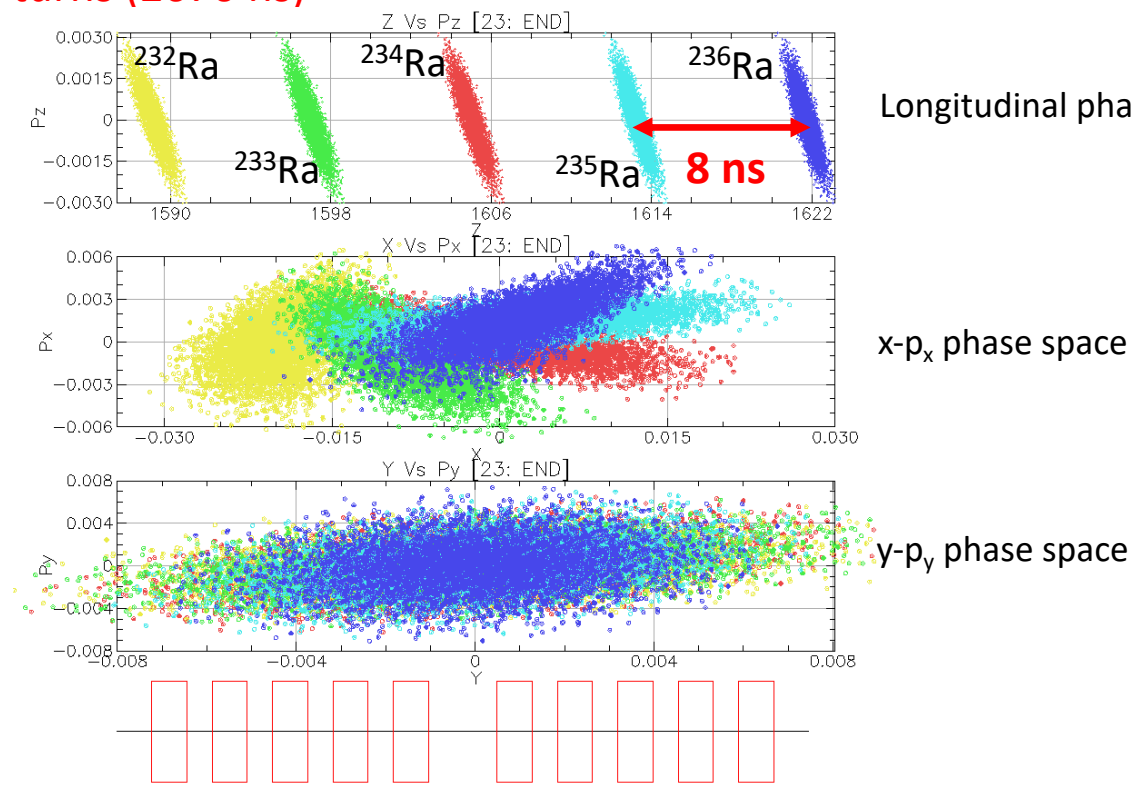 Z Vs Pz [23: END]
0.0030
0.0015
0
−0.0015
−0.0030
Pz
²³²Ra
²³³Ra
²³⁴Ra
²³⁵Ra
²³⁶Ra
8 ns
1590
1598
1606
1614
1622
Z
Longitudinal pha
X Vs Px [23: END]
0.006
0.003
0
−0.003
−0.006
Px
−0.030
−0.015
0
0.015
0.030
X
x-pₓ phase space
Y Vs Py [23: END]
0.008
0.004
0
−0.004
−0.008
Py
−0.008
−0.004
0
0.004
0.008
Y
y-pᵧ phase space